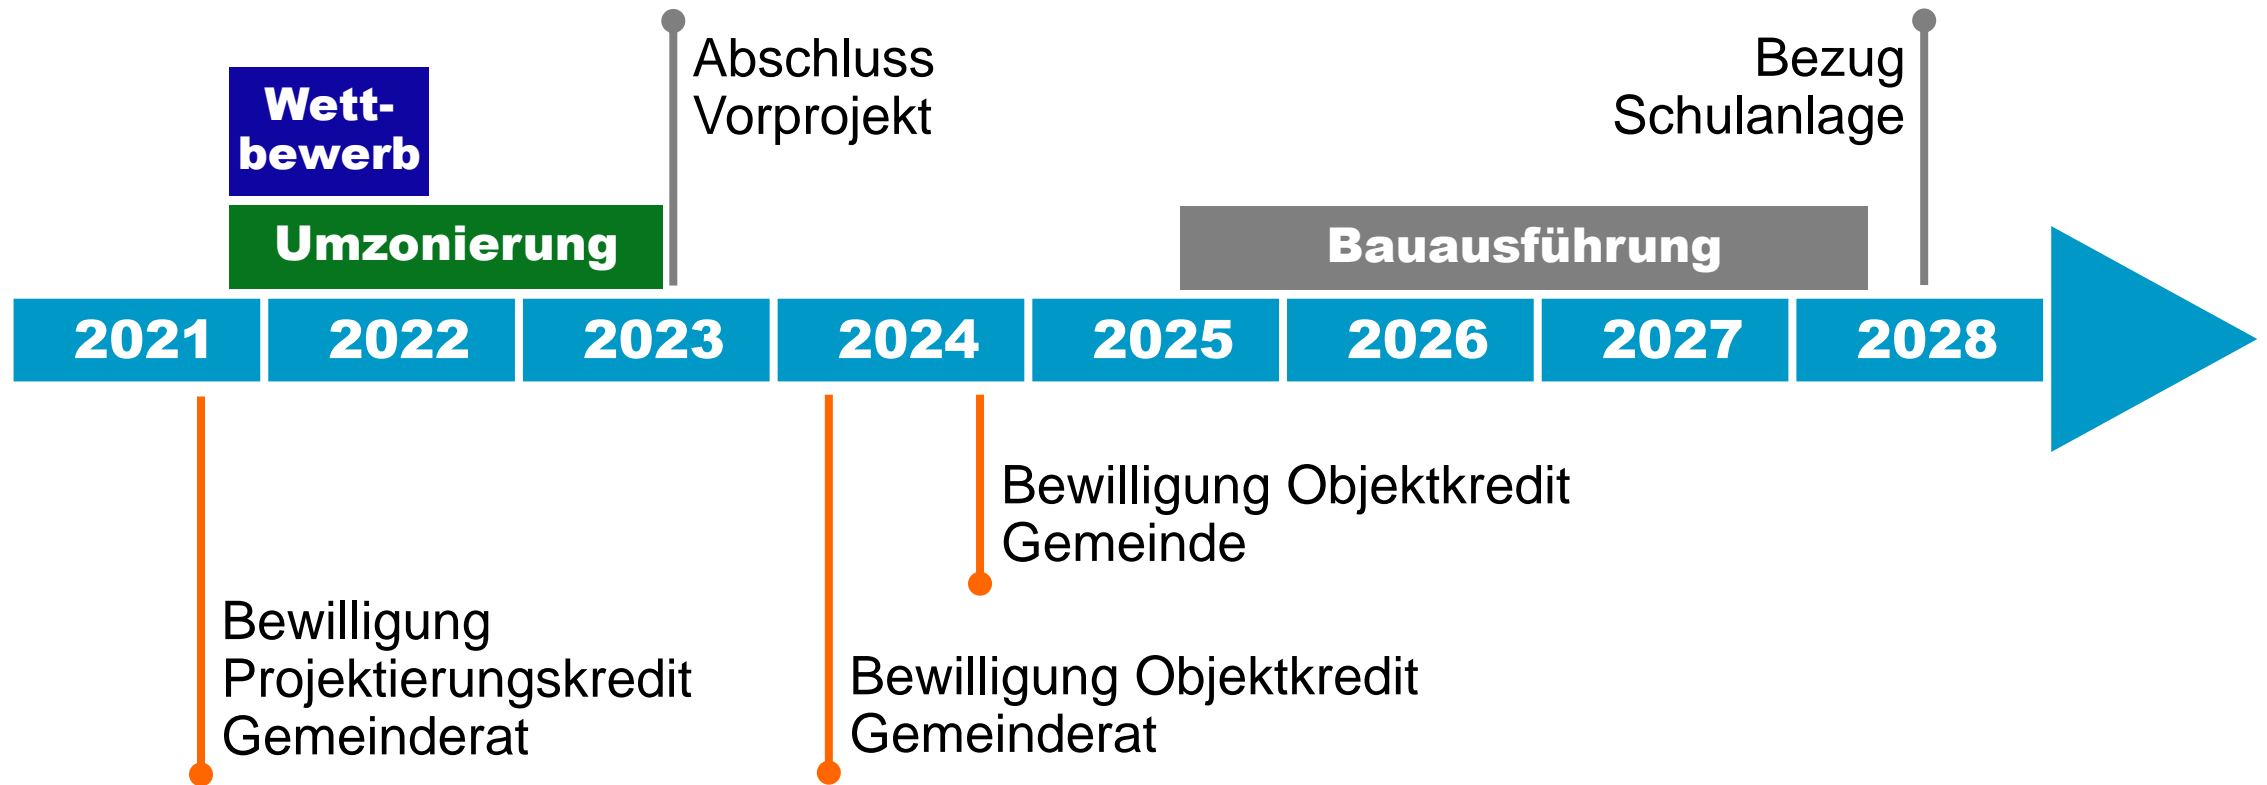 Abschluss
Vorprojekt
Bezug
Schulanlage
Wett-
bewerb
Umzonierung
Bauausführung
2021 2022 2023 2024 2025 2026 2027 2028
Bewilligung Objektkredit
Gemeinde
Bewilligung
Projektierungskredit
Gemeinderat
Bewilligung Objektkredit
Gemeinderat